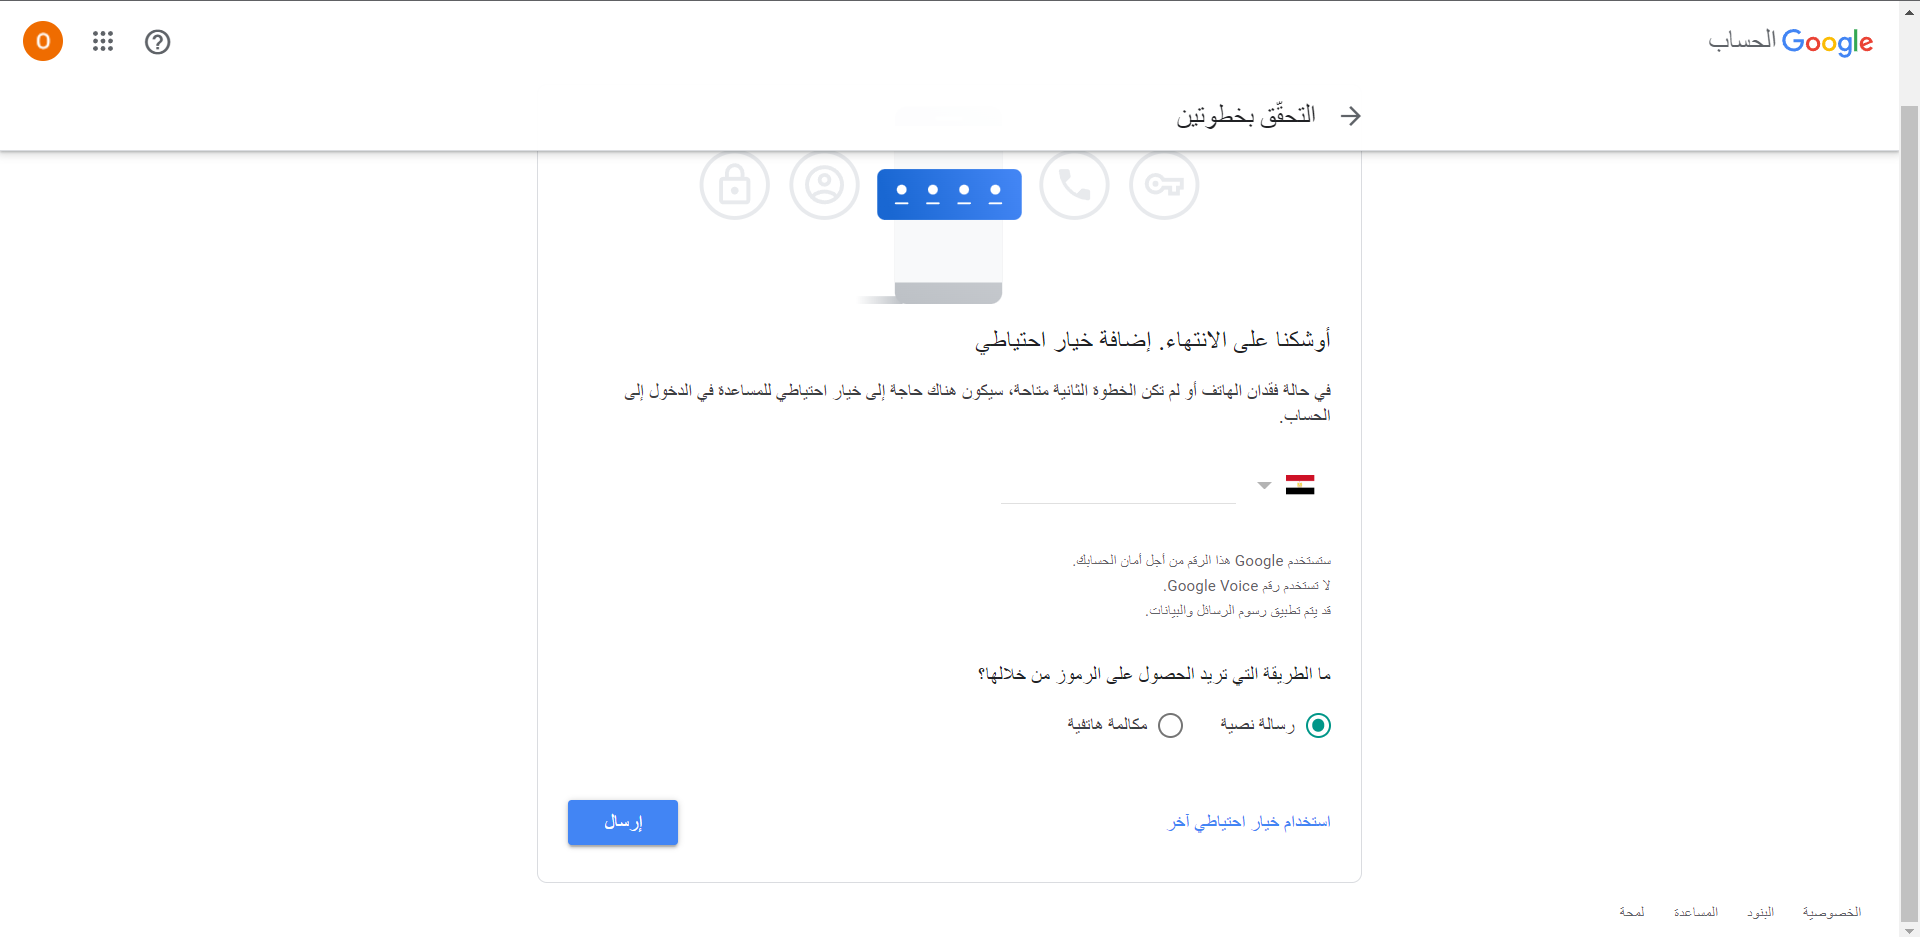 Google الحساب
O
التحقّق بخطوتين
أوشكنا على الانتهاء. إضافة خيار احتياطي
في حالة فقدان الهاتف أو لم تكن الخطوة الثانية متاحة، سيكون هناك حاجة إلى خيار احتياطي للمساعدة في الدخول إلى
الحساب.
ستستخدم Google هذا الرقم من أجل أمان الحسابك.
لا تستخدم رقم Google Voice.
قد يتم تطبيق رسوم الرسائل والبيانات.
ما الطريقة التي تريد الحصول على الرموز من خلالها؟
رسالة نصية مكالمة هاتفية
استخدام خيار احتياطي آخر إرسال
الخصوصية البنود المساعدة لمحة